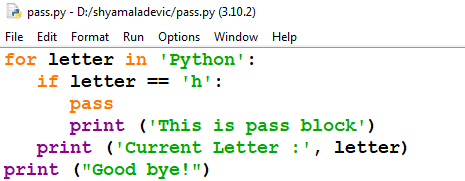 pass.py - D:/shyamaladevic/pass.py (3.10.2)
File Edit Format Run Options Window Help
for letter in 'Python':
   if letter == 'h':
      pass
      print ('This is pass block')
   print ('Current Letter :', letter)
print ("Good bye!")